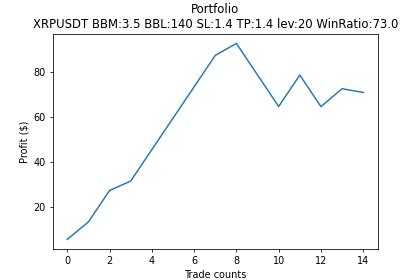 Portfolio
XRPUSDT BBM:3.5 BBL:140 SL:1.4 TP:1.4 lev:20 WinRatio:73.0
80
60
40
20
Profit ($)
0 2 4 6 8 10 12 14
Trade counts